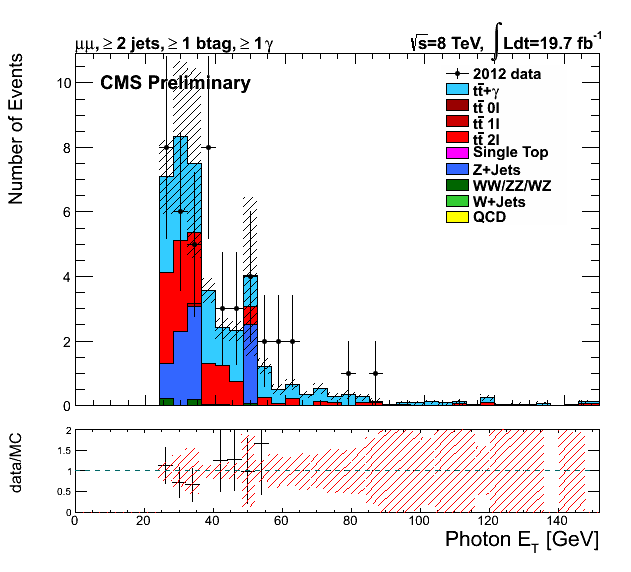 μμ, ≥ 2 jets, ≥ 1 btag, ≥ 1 γ
√s=8 TeV, ∫ Ldt=19.7 fb⁻¹
CMS Preliminary
Number of Events
10
8
6
4
2
0
2012 data
tt̅+γ
tt̅ 0l
tt̅ 1l
tt̅ 2l
Single Top
Z+Jets
WW/ZZ/WZ
W+Jets
QCD
data/MC
2
1.5
1
0.5
0
0 20 40 60 80 100 120 140
Photon E_T [GeV]